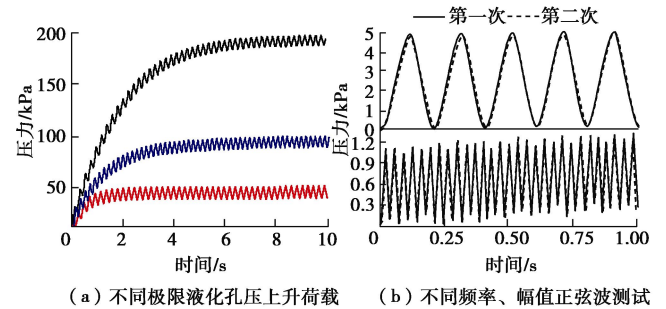 第一次 第二次
200
150
100
50
0 2 4 6 8 10
压力/kPa
时间/s
5
4
3
2
1
0
1.2
0.9
0.6
0.3
0 0.25 0.50 0.75 1.00
压力/kPa
时间/s
(a)不同极限液化孔压上升荷载
(b)不同频率、幅值正弦波测试